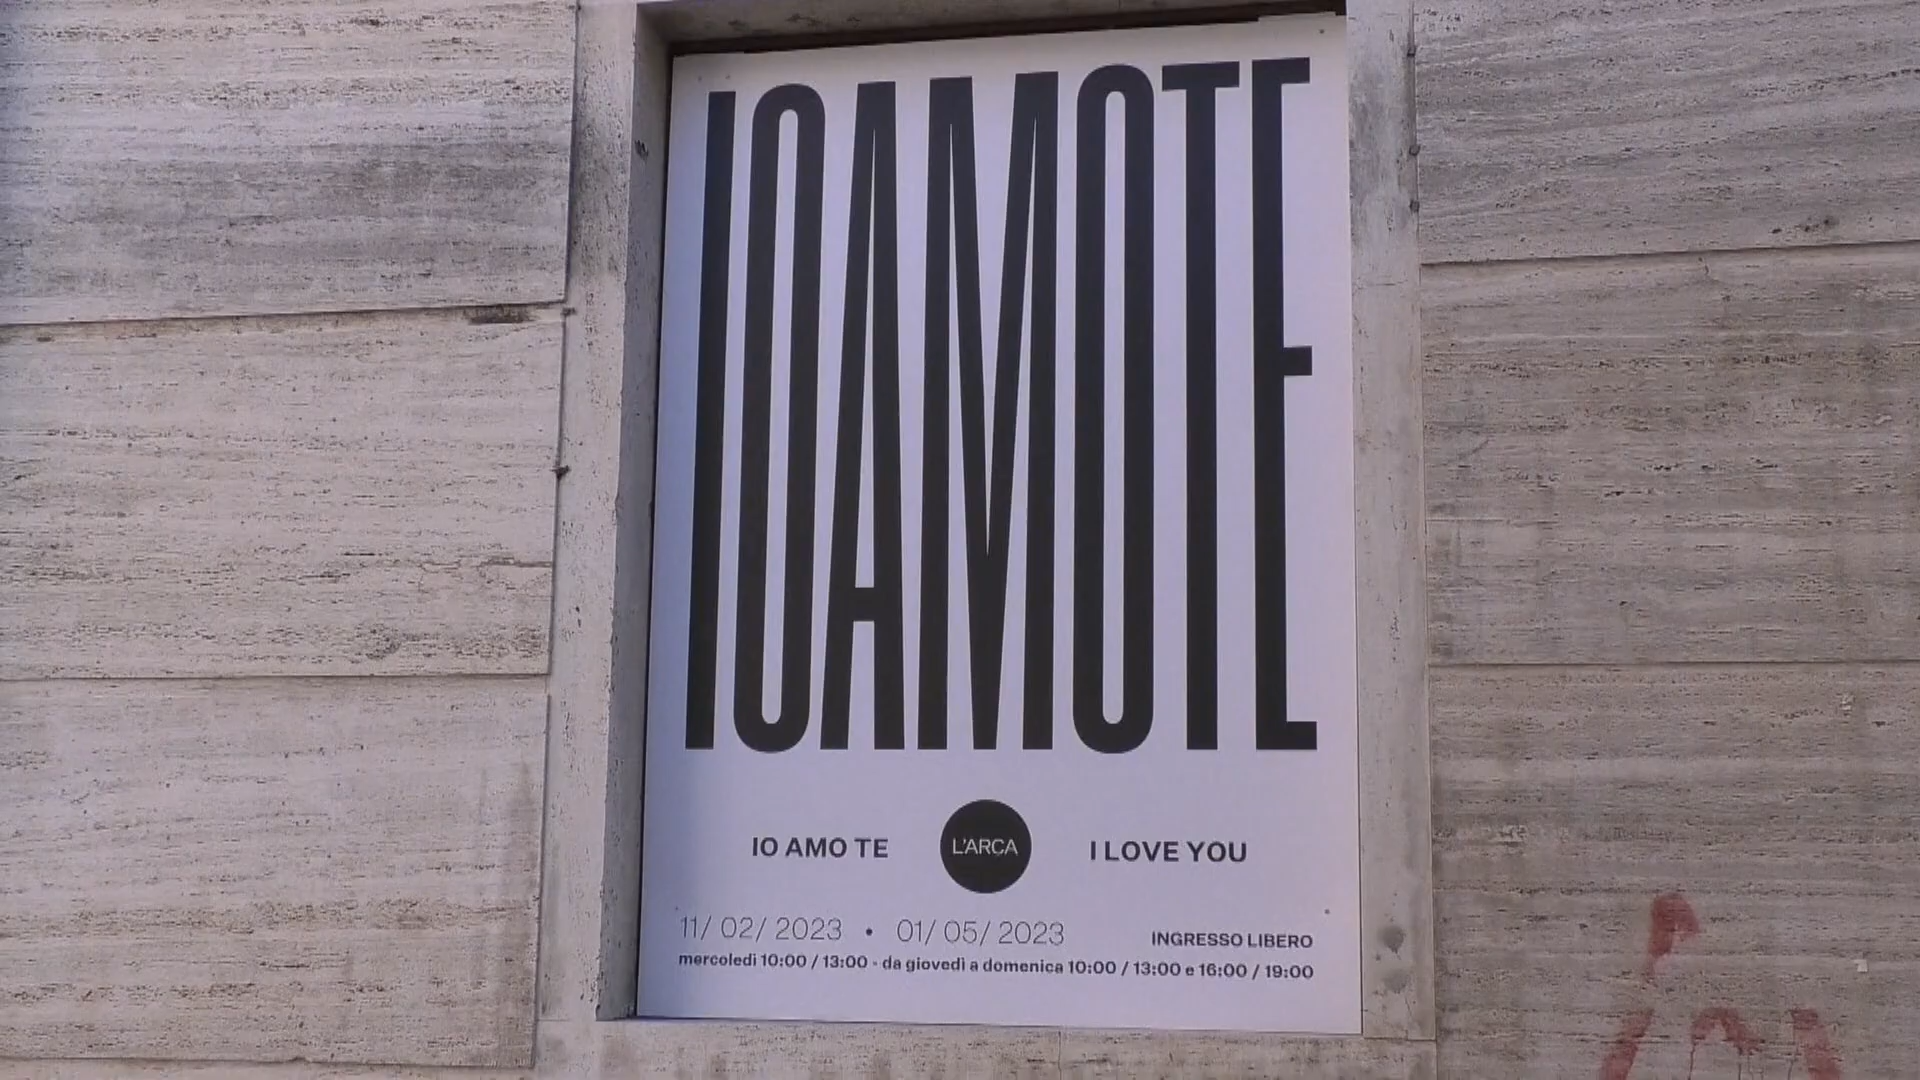 IOAMOTE
IO AMO TE L'ARCA I LOVE YOU
11/ 02/ 2023 • 01/ 05/ 2023 INGRESSO LIBERO
mercoledì 10:00 / 13:00 - da giovedì a domenica 10:00 / 13:00 e 16:00 / 19:00